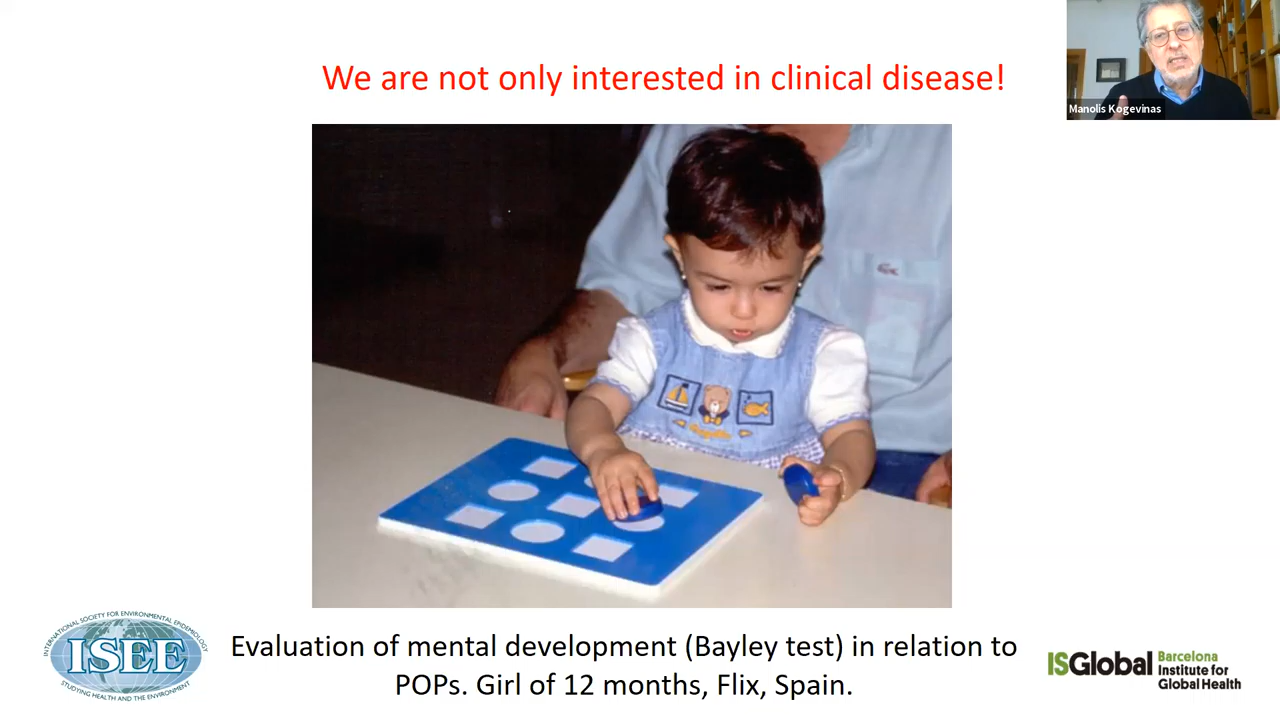 We are not only interested in clinical disease!
Manolis Kogevinas
INTERNATIONAL SOCIETY FOR ENVIRONMENTAL EPIDEMIOLOGY
ISEE
STUDYING HEALTH AND THE ENVIRONMENT
Evaluation of mental development (Bayley test) in relation to
POPs. Girl of 12 months, Flix, Spain.
ISGlobal Barcelona
Institute for
Global Health